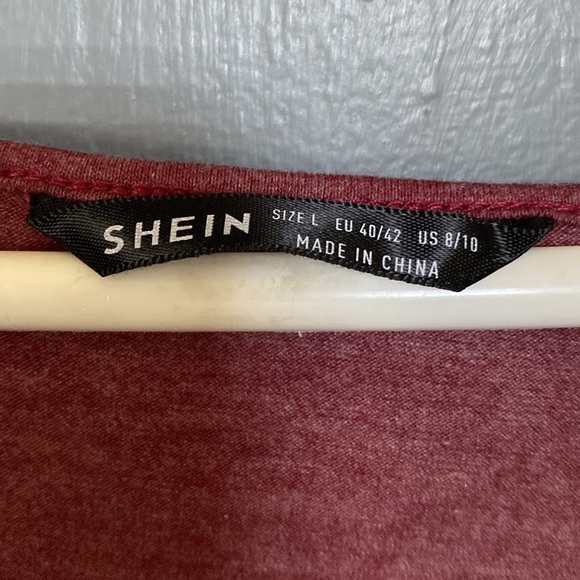 SHEIN SIZE L EU 40/42 US 8/10
MADE IN CHINA